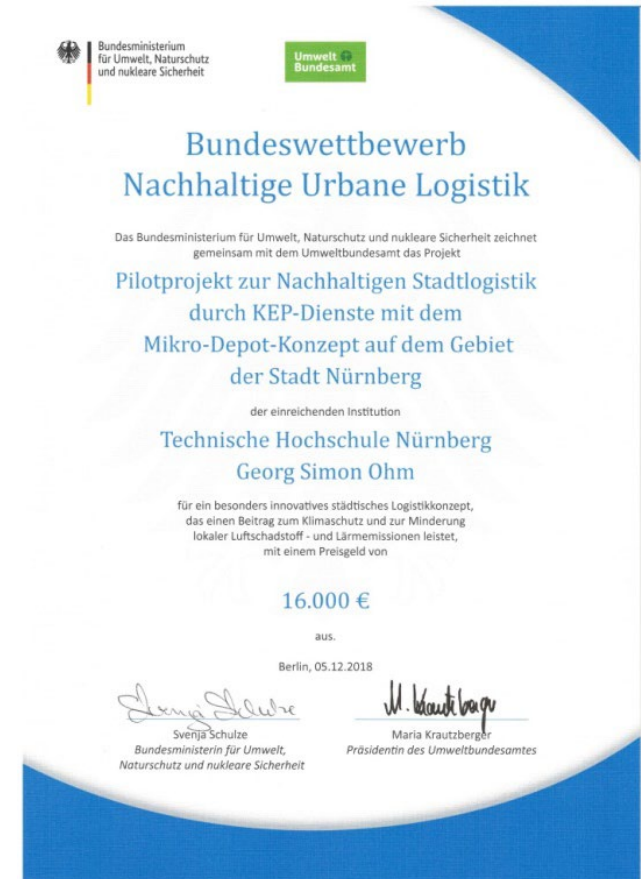 Bundesministerium
für Umwelt, Naturschutz
und nukleare Sicherheit
Umwelt
Bundesamt
Bundeswettbewerb
Nachhaltige Urbane Logistik
Das Bundesministerium für Umwelt, Naturschutz und nukleare Sicherheit zeichnet
gemeinsam mit dem Umweltbundesamt das Projekt
Pilotprojekt zur Nachhaltigen Stadtlogistik
durch KEP-Dienste mit dem
Mikro-Depot-Konzept auf dem Gebiet
der Stadt Nürnberg
der einreichenden Institution
Technische Hochschule Nürnberg
Georg Simon Ohm
für ein besonders innovatives städtisches Logistikkonzept,
das einen Beitrag zum Klimaschutz und zur Minderung
lokaler Luftschadstoff - und Lärmemissionen leistet,
mit einem Preisgeld von
16.000 €
aus.
Berlin, 05.12.2018
Svenja Schulze
M. Krautzberger
Svenja Schulze
Bundesministerin für Umwelt,
Naturschutz und nukleare Sicherheit
Maria Krautzberger
Präsidentin des Umweltbundesamtes